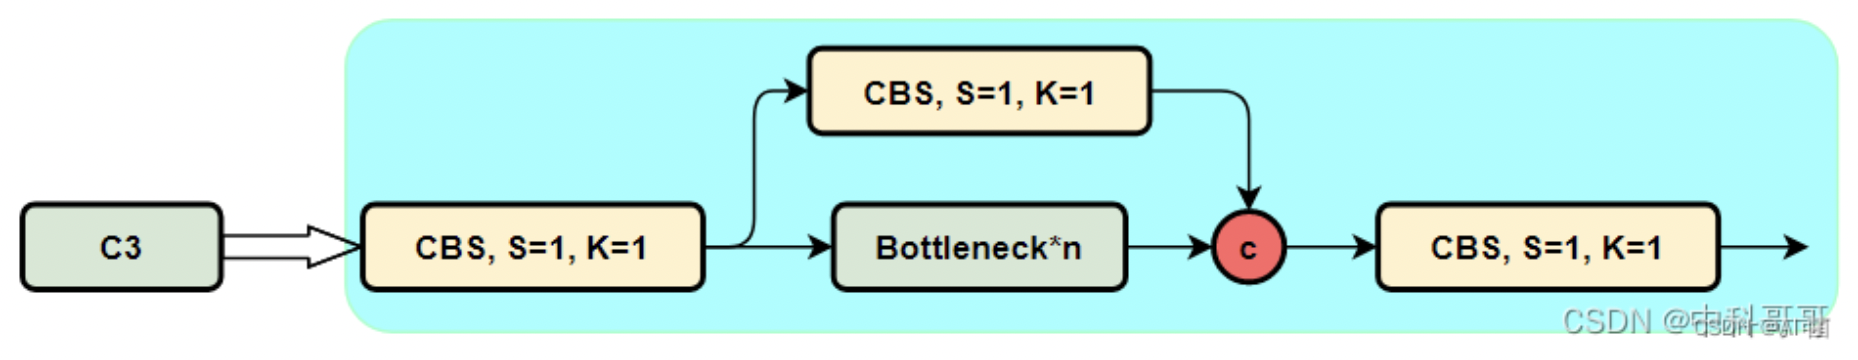 CBS, S=1, K=1
C3
CBS, S=1, K=1
Bottleneck*n
c
CBS, S=1, K=1
CSDN @中科哥哥